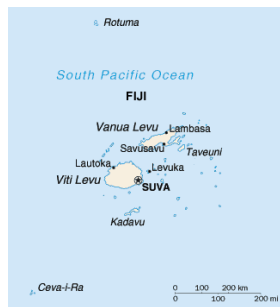 Rotuma
South Pacific Ocean
FIJI
Vanua Levu
Lambasa
Savusavu
Taveuni
Lautoka
Levuka
Viti Levu
SUVA
Kadavu
Ceva-i-Ra
0 100 200 km
0 100 200 mi